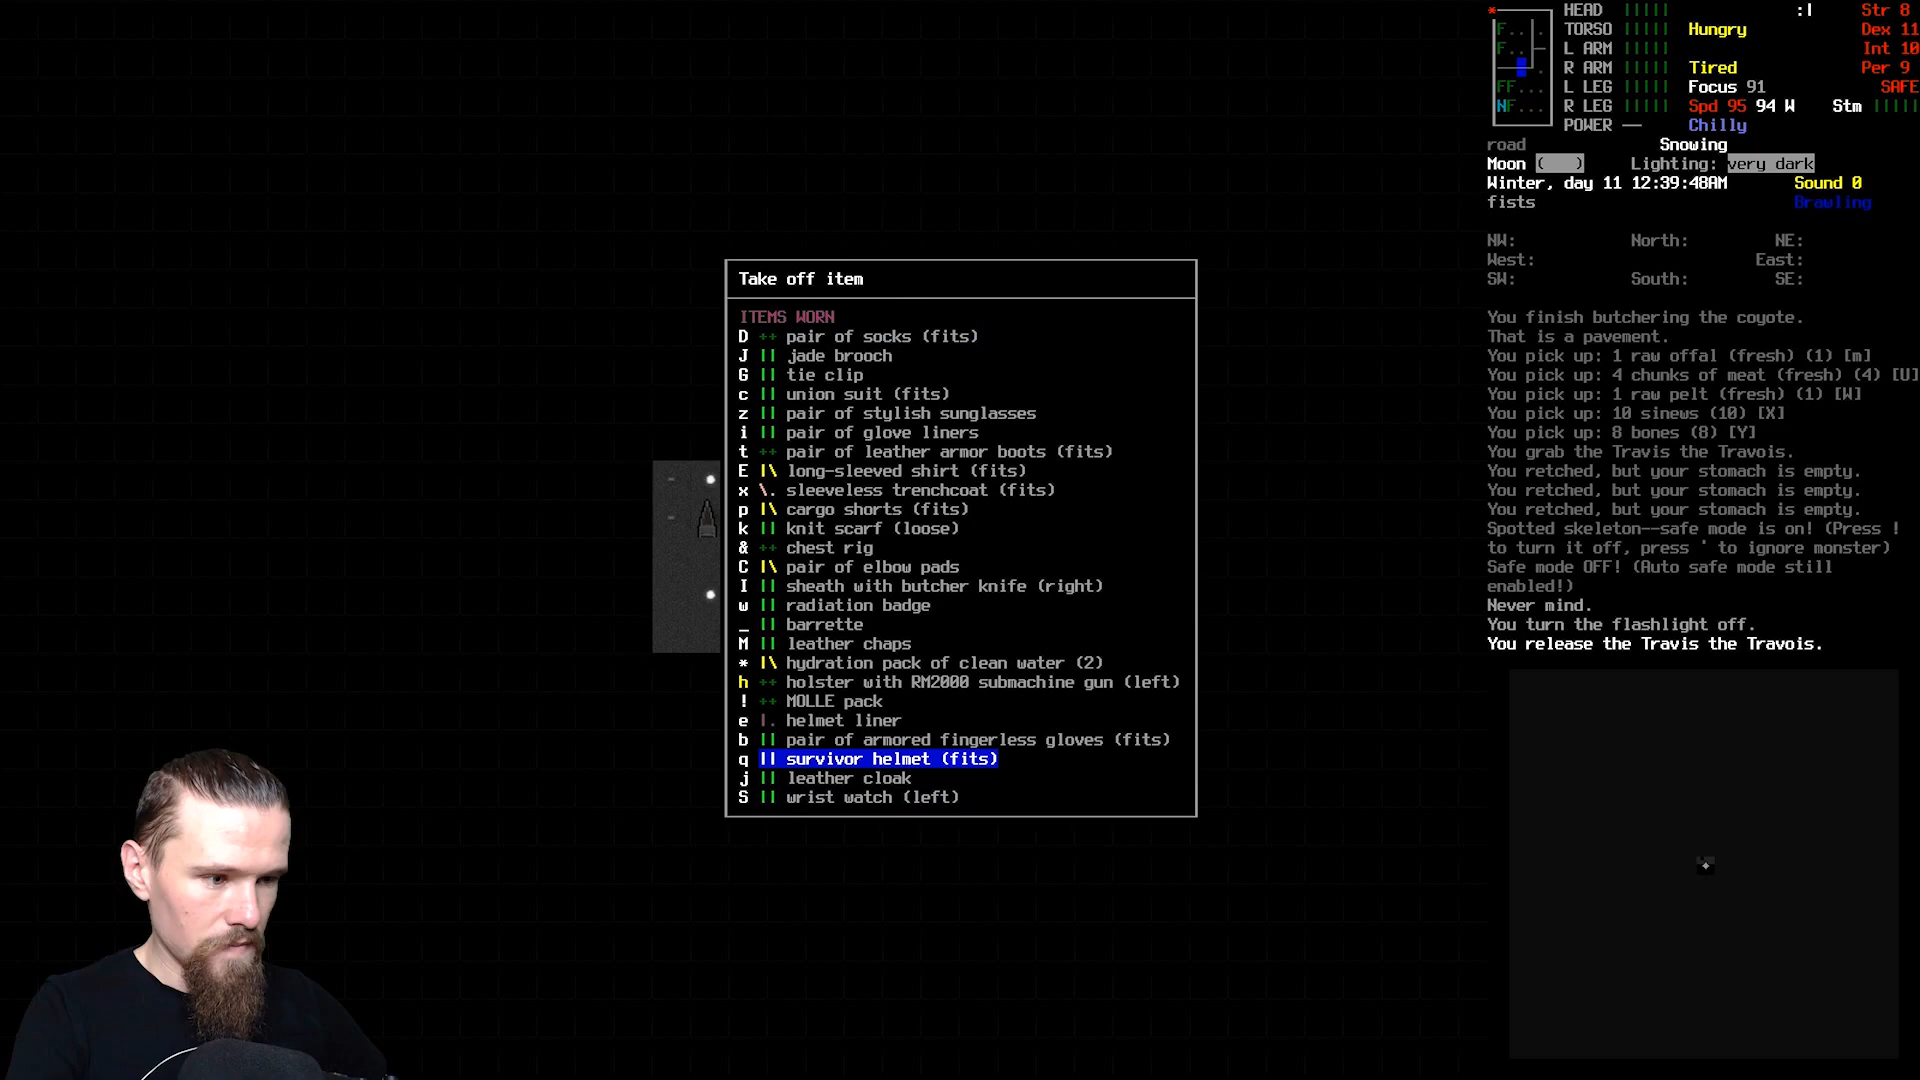 Take off item
ITEMS WORN
D ++ pair of socks (fits)
J || jade brooch
G || tie clip
c || union suit (fits)
z || pair of stylish sunglasses
i || pair of glove liners
t ++ pair of leather armor boots (fits)
E |\ long-sleeved shirt (fits)
x \. sleeveless trenchcoat (fits)
p |\ cargo shorts (fits)
k || knit scarf (loose)
& ++ chest rig
C |\ pair of elbow pads
I || sheath with butcher knife (right)
w || radiation badge
_ || barrette
M || leather chaps
* |\ hydration pack of clean water (2)
h ++ holster with RM2000 submachine gun (left)
! ++ MOLLE pack
e |. helmet liner
b || pair of armored fingerless gloves (fits)
q || survivor helmet (fits)
j || leather cloak
S || wrist watch (left)
HEAD ||||| :| Str 8
TORSO ||||| Hungry Dex 11
L ARM ||||| Int 10
R ARM ||||| Tired Per 9
L LEG ||||| Focus 91 SAFE
R LEG ||||| Spd 95 94 W Stm |||||
POWER — Chilly
F..
F..
FF...
NF...
road Snowing
Moon ( ) Lighting: very dark
Winter, day 11 12:39:48AM Sound 0
fists Brawling
NW: North: NE:
West: East:
SW: South: SE:
You finish butchering the coyote.
That is a pavement.
You pick up: 1 raw offal (fresh) (1) [m]
You pick up: 4 chunks of meat (fresh) (4) [U]
You pick up: 1 raw pelt (fresh) (1) [W]
You pick up: 10 sinews (10) [X]
You pick up: 8 bones (8) [Y]
You grab the Travis the Travois.
You retched, but your stomach is empty.
You retched, but your stomach is empty.
You retched, but your stomach is empty.
Spotted skeleton--safe mode is on! (Press !
to turn it off, press ' to ignore monster)
Safe mode OFF! (Auto safe mode still
enabled!)
Never mind.
You turn the flashlight off.
You release the Travis the Travois.